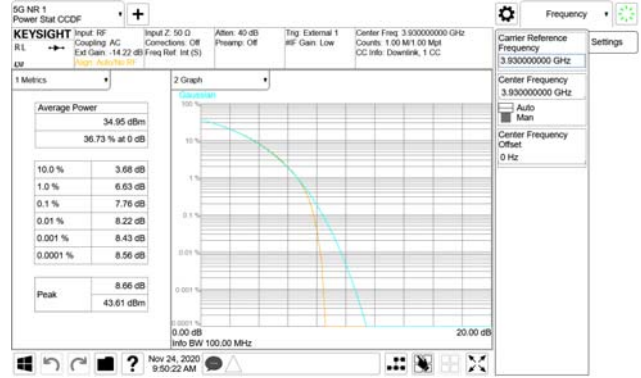 5G NR 1
Power Stat CCDF
Frequency
KEYSIGHT
RL
Input: RF
Coupling: AC
Ext Gain: -14.22 dB
Align: Auto/No RF
Input Z: 50 Ω
Corrections: Off
Freq Ref: Int (S)
Atten: 40 dB
Preamp: Off
Trig: External 1
#IF Gain: Low
Center Freq: 3.930000000 GHz
Counts: 1.00 M/1.00 Mpt
CC Info: Downlink, 1 CC
Carrier Reference
Frequency
3.930000000 GHz
Settings
Center Frequency
3.930000000 GHz
Auto
Man
Center Frequency
Offset
0 Hz
1 Metrics
Average Power
34.95 dBm
36.73 % at 0 dB
10.0 % 3.68 dB
1.0 % 6.63 dB
0.1 % 7.76 dB
0.01 % 8.22 dB
0.001 % 8.43 dB
0.0001 % 8.56 dB
Peak
8.66 dB
43.61 dBm
2 Graph
Gaussian
100 %
10 %
1 %
0.1 %
0.01 %
0.001 %
0.0001 %
0.00 dB
20.00 dB
Info BW 100.00 MHz
?
Nov 24, 2020
9:50:22 AM